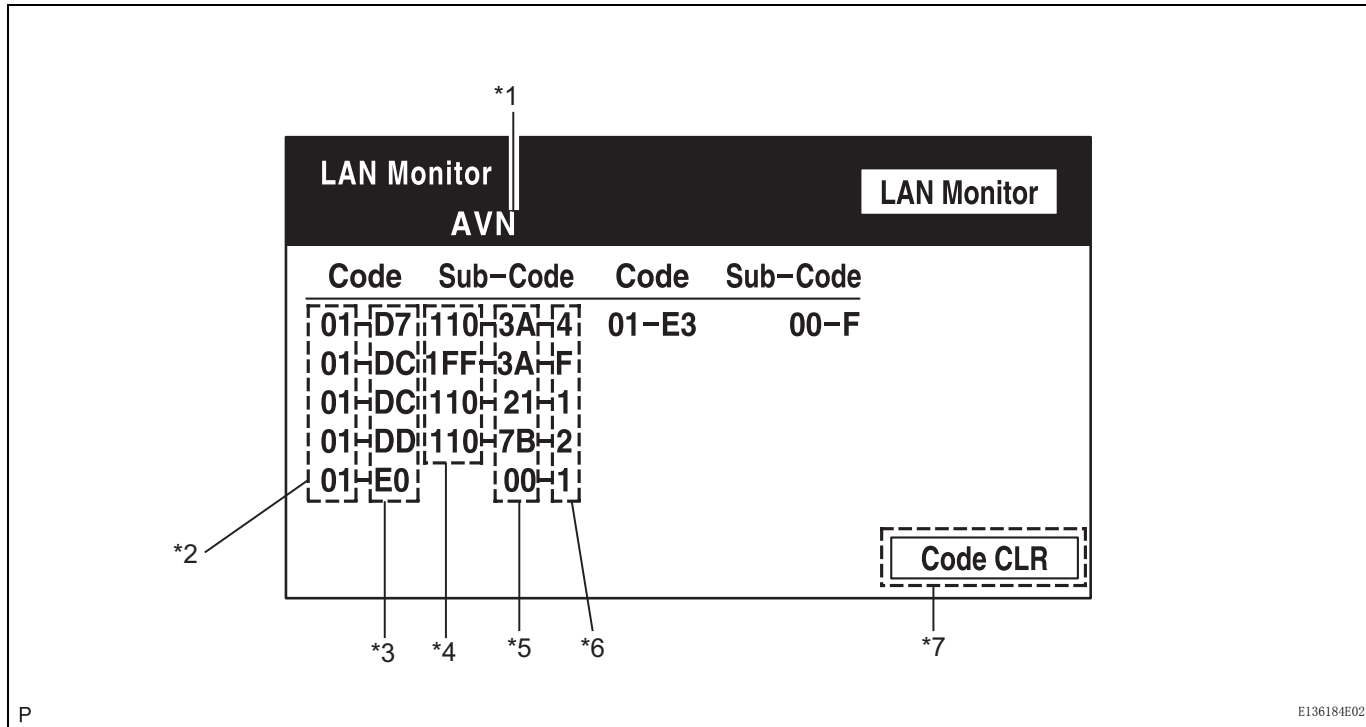 *1
LAN Monitor
LAN Monitor
AVN
Code Sub-Code Code Sub-Code
01-D7 110-3A-4 01-E3 00-F
01-DC 1FF-3A-F
01-DC 110-21-1
01-DD 110-7B-2
01-E0 00-1
*2
Code CLR
*3 *4 *5 *6 *7
P
E136184E02